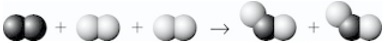 + + → +